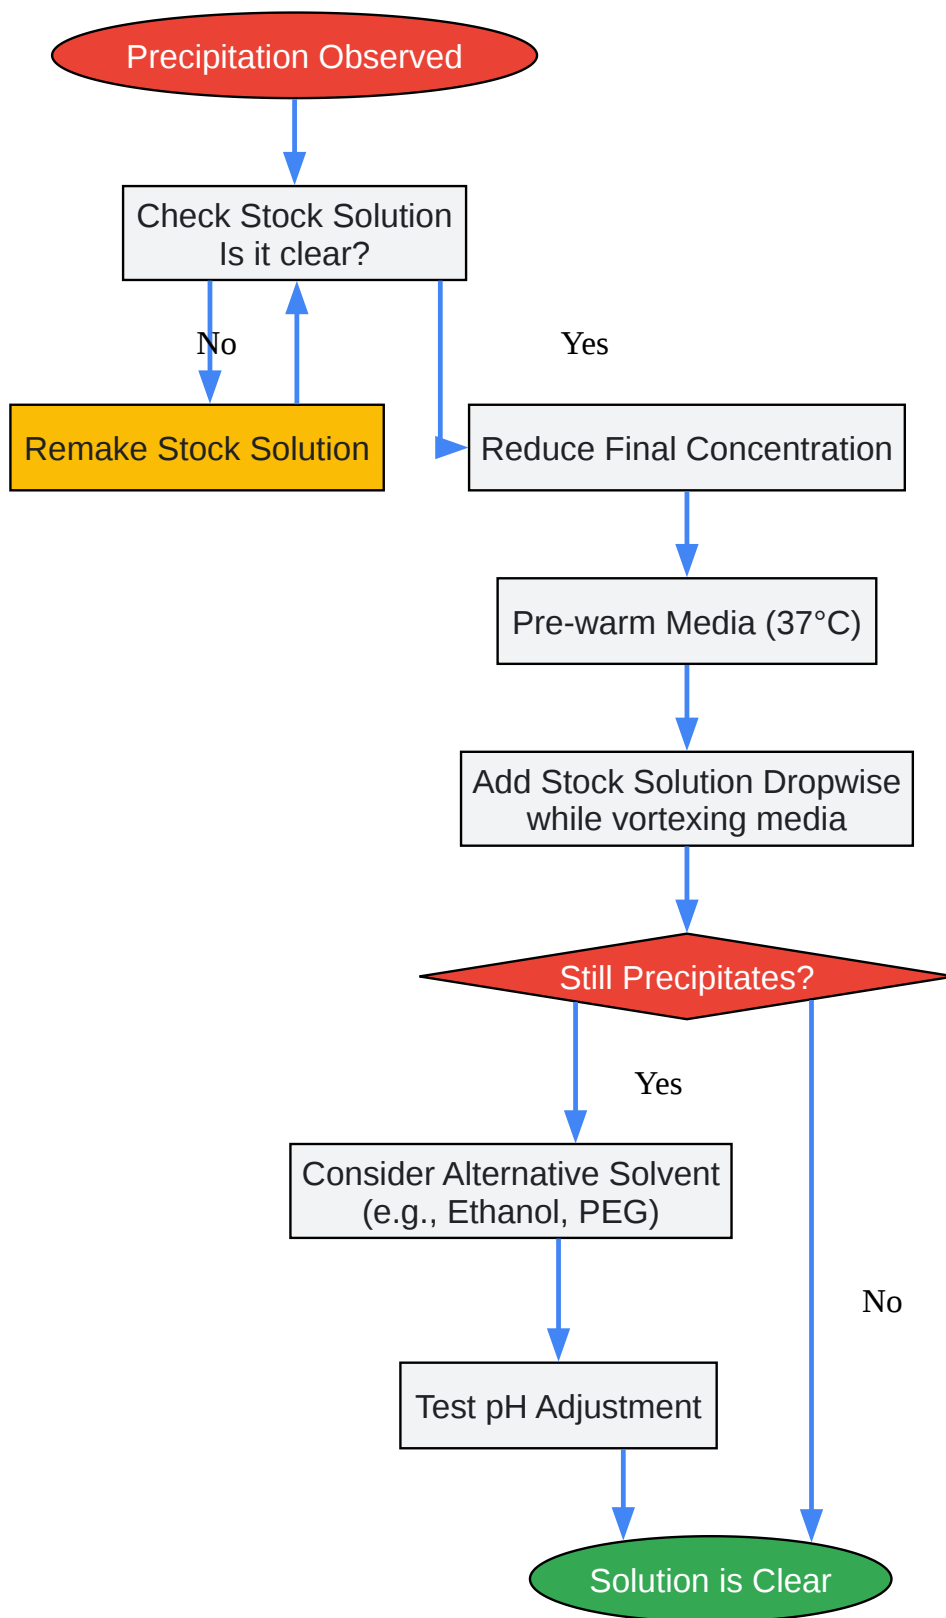 Precipitation Observed
Check Stock Solution
Is it clear?
No
Yes
Remake Stock Solution
Reduce Final Concentration
Pre-warm Media (37°C)
Add Stock Solution Dropwise
while vortexing media
Still Precipitates?
Yes
Consider Alternative Solvent
(e.g., Ethanol, PEG)
No
Test pH Adjustment
Solution is Clear